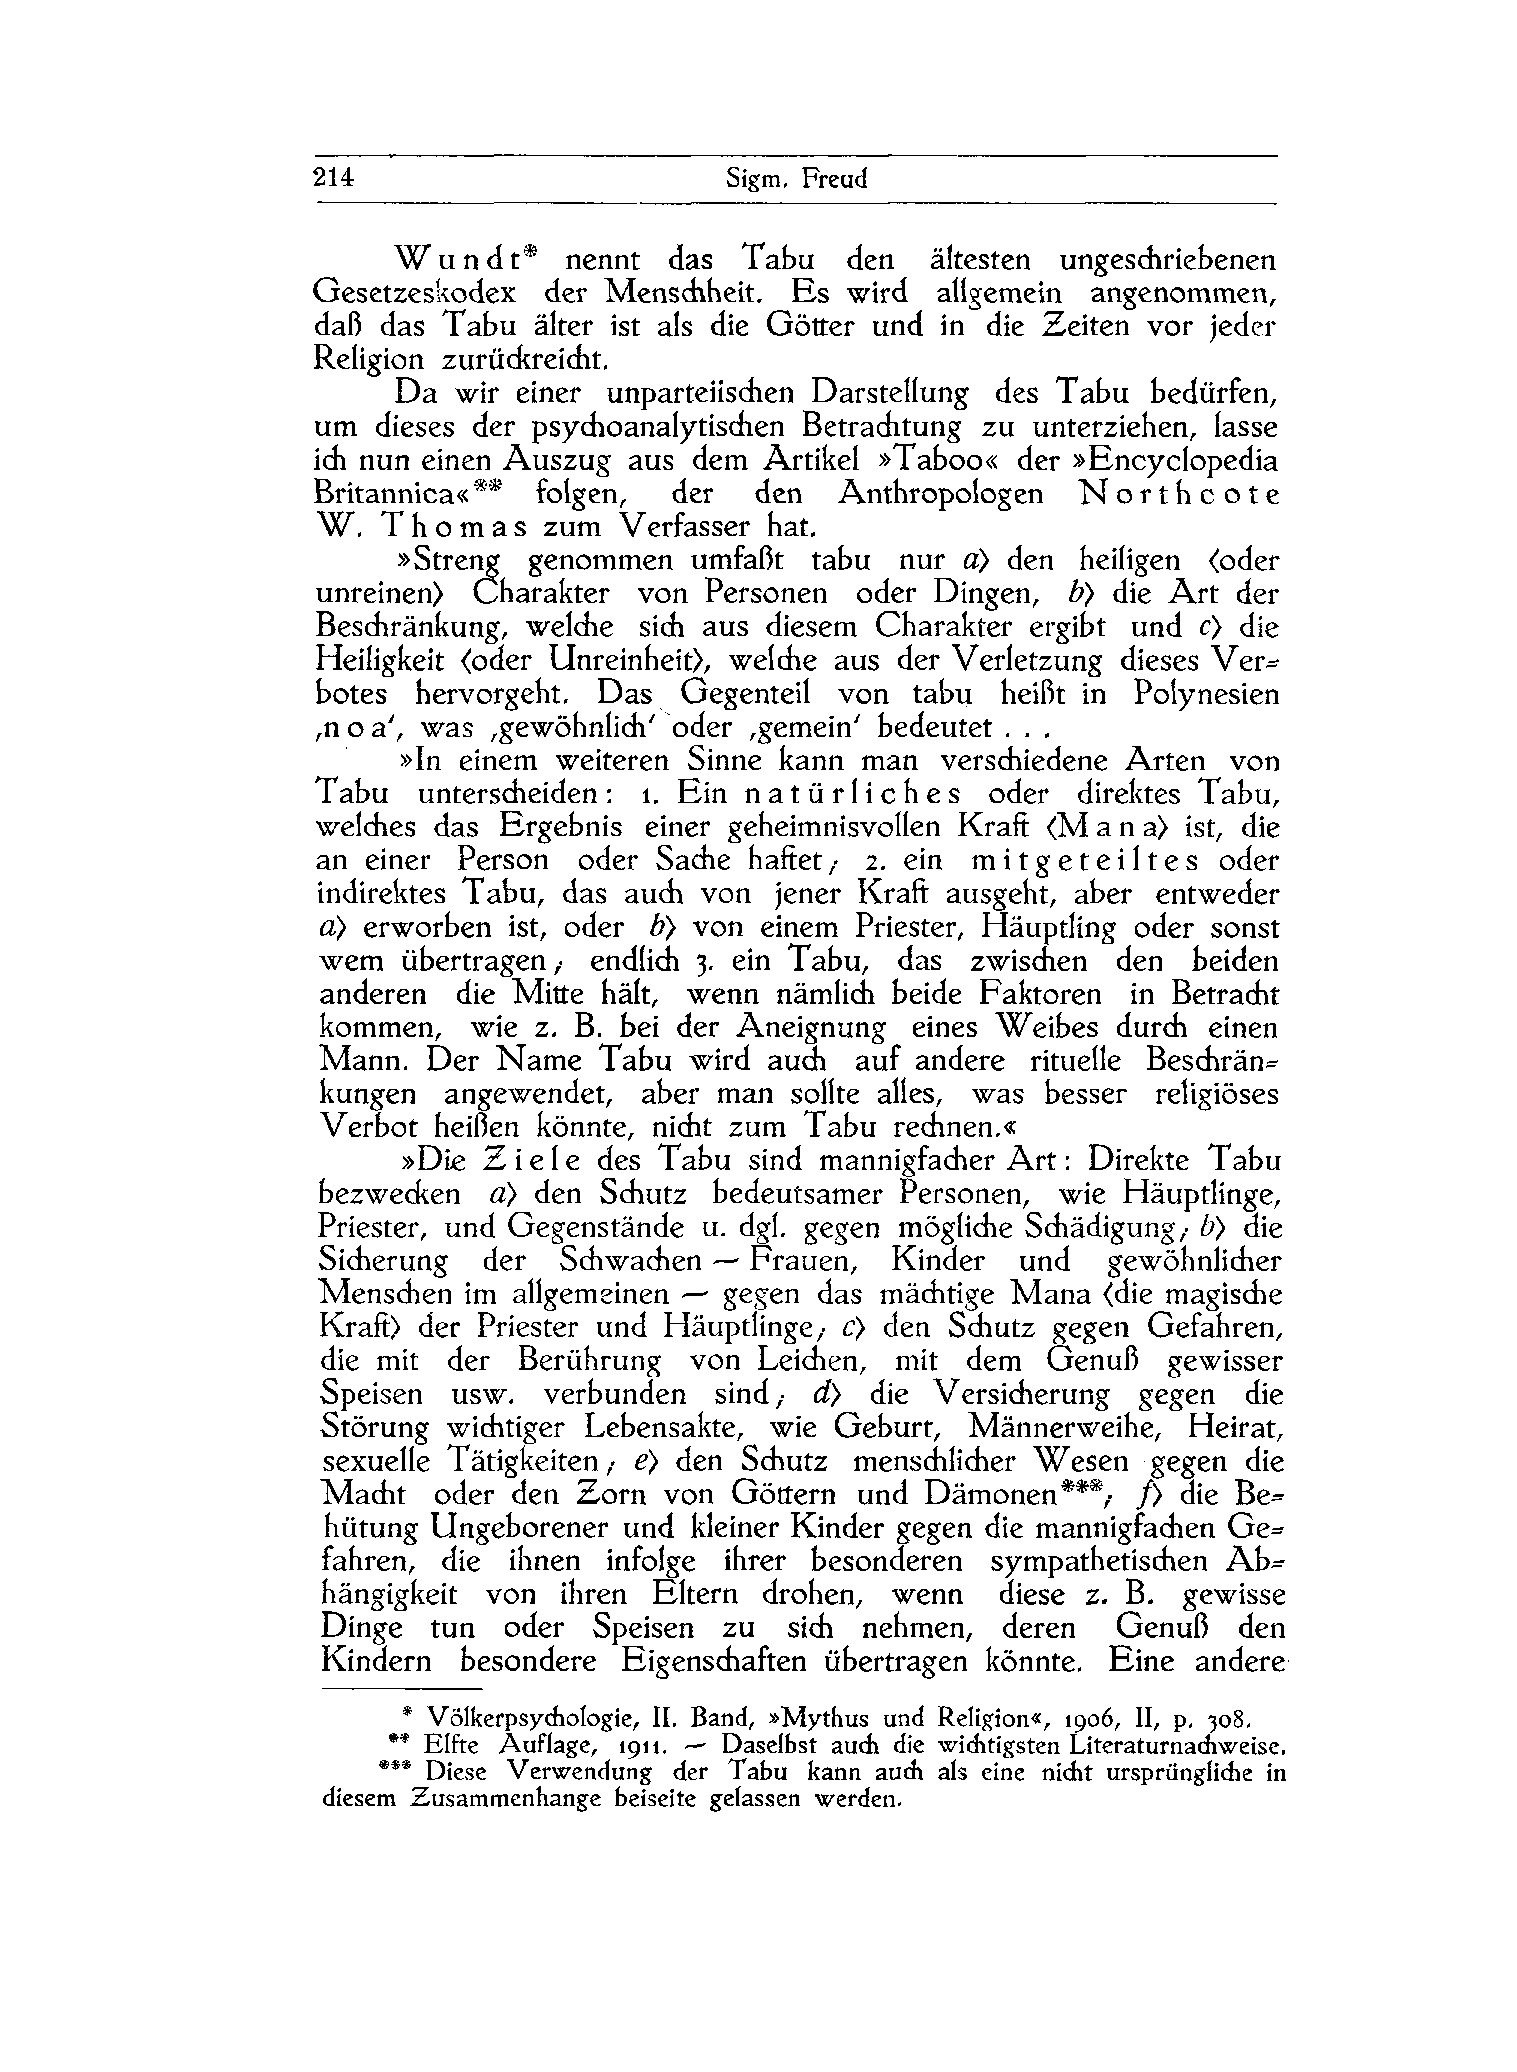 214 Sigm. Freud
Wundt* nennt das Tabu den ältesten ungeschriebenen
Gesetzeskodex der Menschheit. Es wird allgemein angenommen,
daß das Tabu älter ist als die Götter und in die Zeiten vor jeder
Religion zurückreicht.
Da wir einer unparteiischen Darstellung des Tabu bedürfen,
um dieses der psychoanalytischen Betrachtung zu unterziehen, lasse
ich nun einen Auszug aus dem Artikel »Taboo« der »Encyclopedia
Britannica«** folgen, der den Anthropologen Northcote
W. Thomas zum Verfasser hat.
»Streng genommen umfaßt tabu nur a) den heiligen (oder
unreinen) Charakter von Personen oder Dingen, b) die Art der
Beschränkung, welche sich aus diesem Charakter ergibt und c) die
Heiligkeit (oder Unreinheit), welche aus der Verletzung dieses Ver-
botes hervorgeht. Das Gegenteil von tabu heißt in Polynesien
‚noa‘, was ‚gewöhnlich‘ oder ‚gemein‘ bedeutet . . .
»In einem weiteren Sinne kann man verschiedene Arten von
Tabu unterscheiden: 1. Ein natürliches oder direktes Tabu,
welches das Ergebnis einer geheimnisvollen Kraft (Mana) ist, die
an einer Person oder Sache haftet; 2. ein mitgeteiltes oder
indirektes Tabu, das auch von jener Kraft ausgeht, aber entweder
a) erworben ist, oder b) von einem Priester, Häuptling oder sonst
wem übertragen; endlich 3. ein Tabu, das zwischen den beiden
anderen die Mitte hält, wenn nämlich beide Faktoren in Betracht
kommen, wie z. B. bei der Aneignung eines Weibes durch einen
Mann. Der Name Tabu wird auch auf andere rituelle Beschrän-
kungen angewendet, aber man sollte alles, was besser religiöses
Verbot heißen könnte, nicht zum Tabu rechnen.«
»Die Ziele des Tabu sind mannigfacher Art: Direkte Tabu
bezwecken a) den Schutz bedeutsamer Personen, wie Häuptlinge,
Priester, und Gegenstände u. dgl. gegen mögliche Schädigung; b) die
Sicherung der Schwachen — Frauen, Kinder und gewöhnlicher
Menschen im allgemeinen — gegen das mächtige Mana (die magische
Kraft) der Priester und Häuptlinge; c) den Schutz gegen Gefahren,
die mit der Berührung von Leichen, mit dem Genuß gewisser
Speisen usw. verbunden sind; d) die Versicherung gegen die
Störung wichtiger Lebensakte, wie Geburt, Männerweihe, Heirat,
sexuelle Tätigkeiten; e) den Schutz menschlicher Wesen gegen die
Macht oder den Zorn von Göttern und Dämonen***; f) die Be-
hütung Ungeborener und kleiner Kinder gegen die mannigfachen Ge-
fahren, die ihnen infolge ihrer besonderen sympathetischen Ab-
hängigkeit von ihren Eltern drohen, wenn diese z. B. gewisse
Dinge tun oder Speisen zu sich nehmen, deren Genuß den
Kindern besondere Eigenschaften übertragen könnte. Eine andere
* Völkerpsychologie, II. Band, »Mythus und Religion«, 1906, II, p. 308.
** Elfte Auflage, 1911. — Daselbst auch die wichtigsten Literaturnachweise.
*** Diese Verwendung der Tabu kann auch als eine nicht ursprüngliche in
diesem Zusammenhange beiseite gelassen werden.